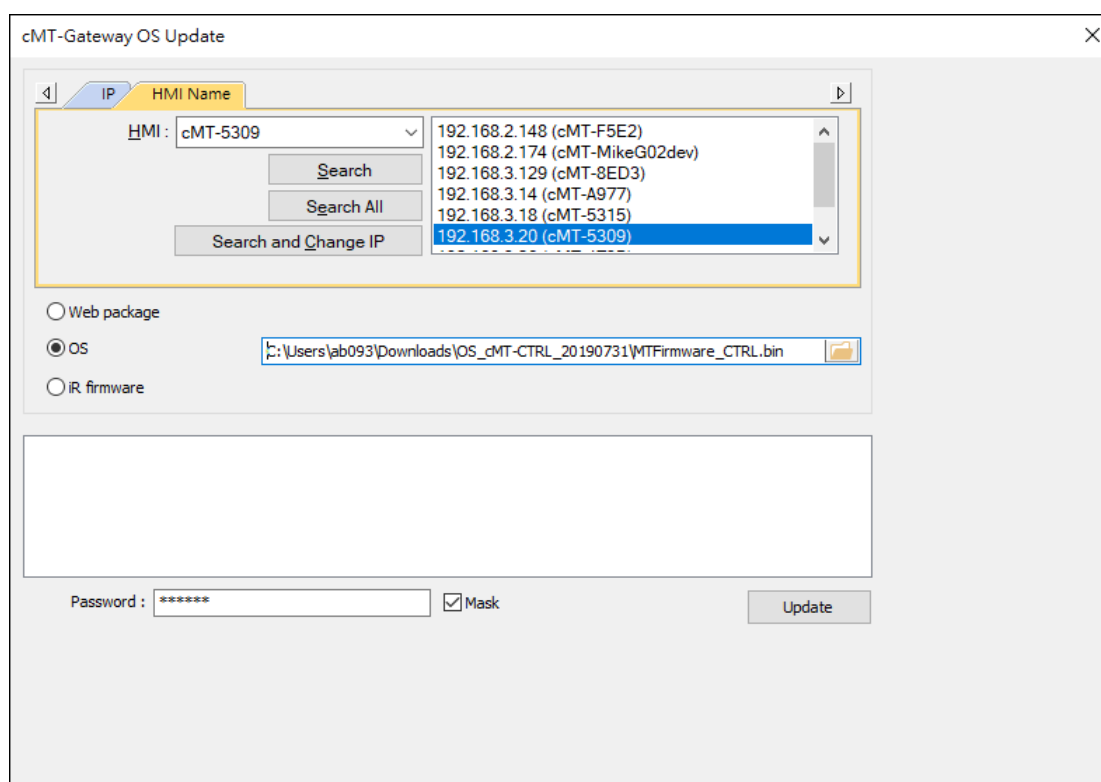 cMT-Gateway OS Update
IP
HMI Name
HMI : cMT-5309
Search
Search All
Search and Change IP
192.168.2.148 (cMT-F5E2)
192.168.2.174 (cMT-MikeG02dev)
192.168.3.129 (cMT-8ED3)
192.168.3.14 (cMT-A977)
192.168.3.18 (cMT-5315)
192.168.3.20 (cMT-5309)
Web package
OS
C:\Users\ab093\Downloads\OS_cMT-CTRL_20190731\MTFirmware_CTRL.bin
iR firmware
Password : ******
Mask
Update